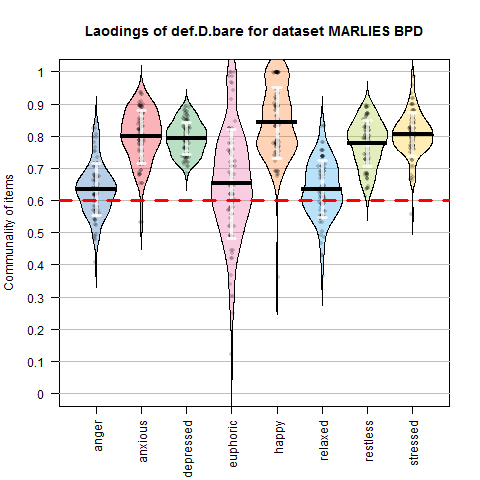 Laodings of def.D.bare for dataset MARLIES BPD
Communality of items
1
0.9
0.8
0.7
0.6
0.5
0.4
0.3
0.2
0.1
0
anger
anxious
depressed
euphoric
happy
relaxed
restless
stressed